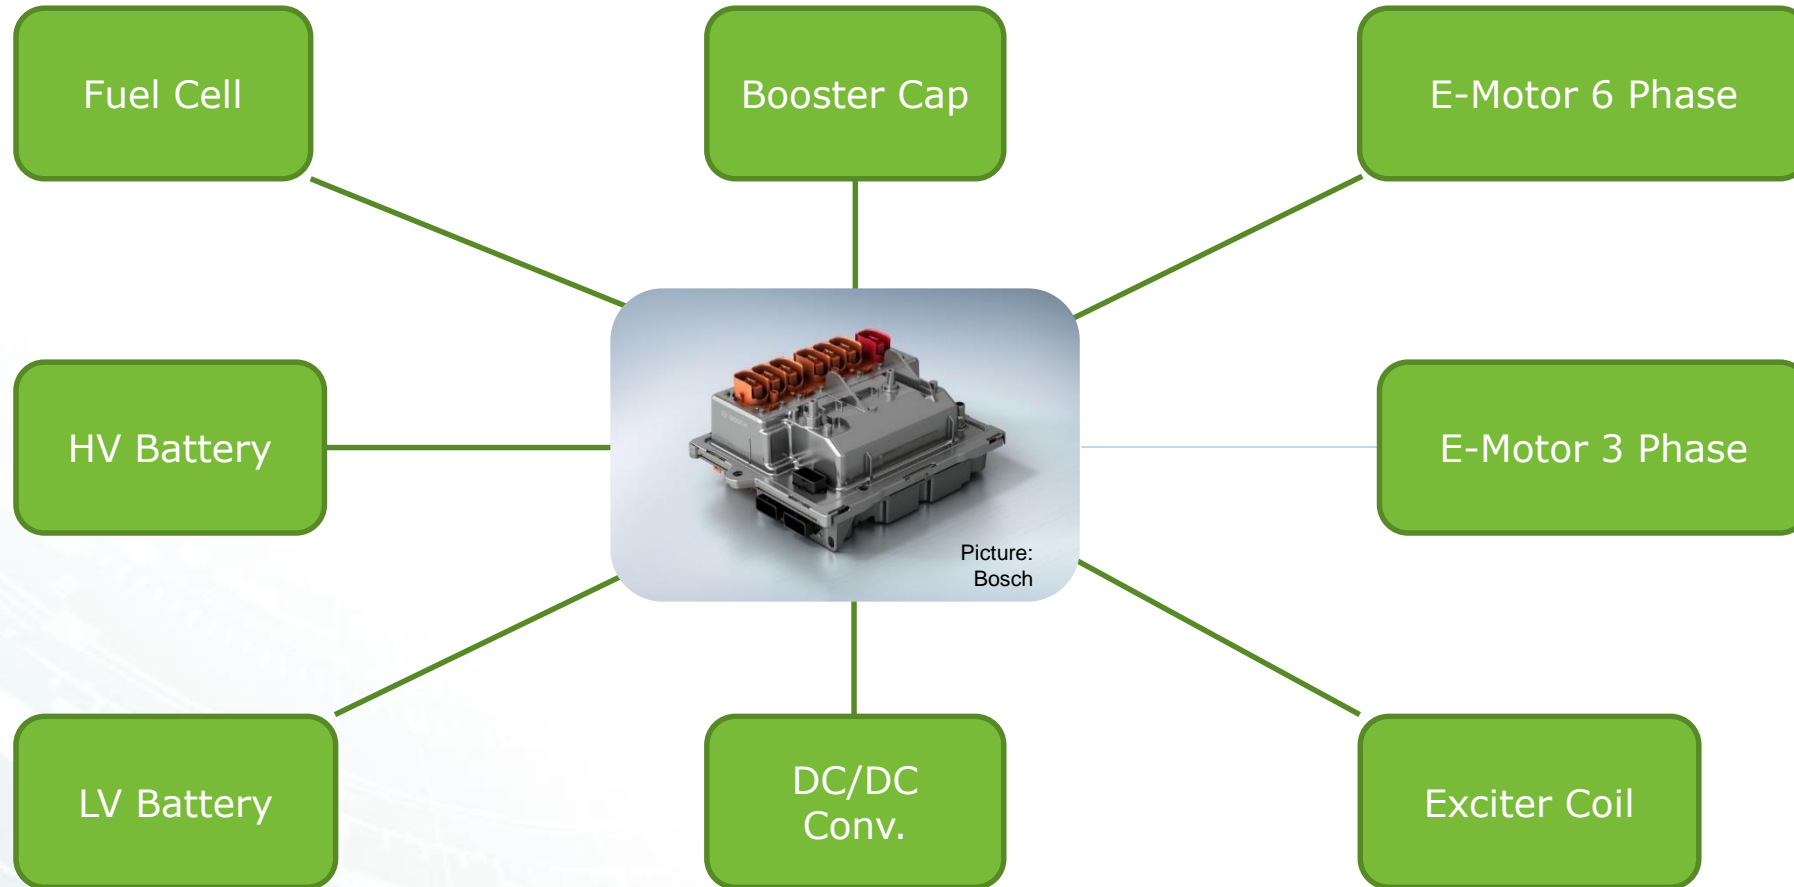 Fuel Cell
Booster Cap
E-Motor 6 Phase
HV Battery
E-Motor 3 Phase
Picture:
Bosch
LV Battery
DC/DC
Conv.
Exciter Coil